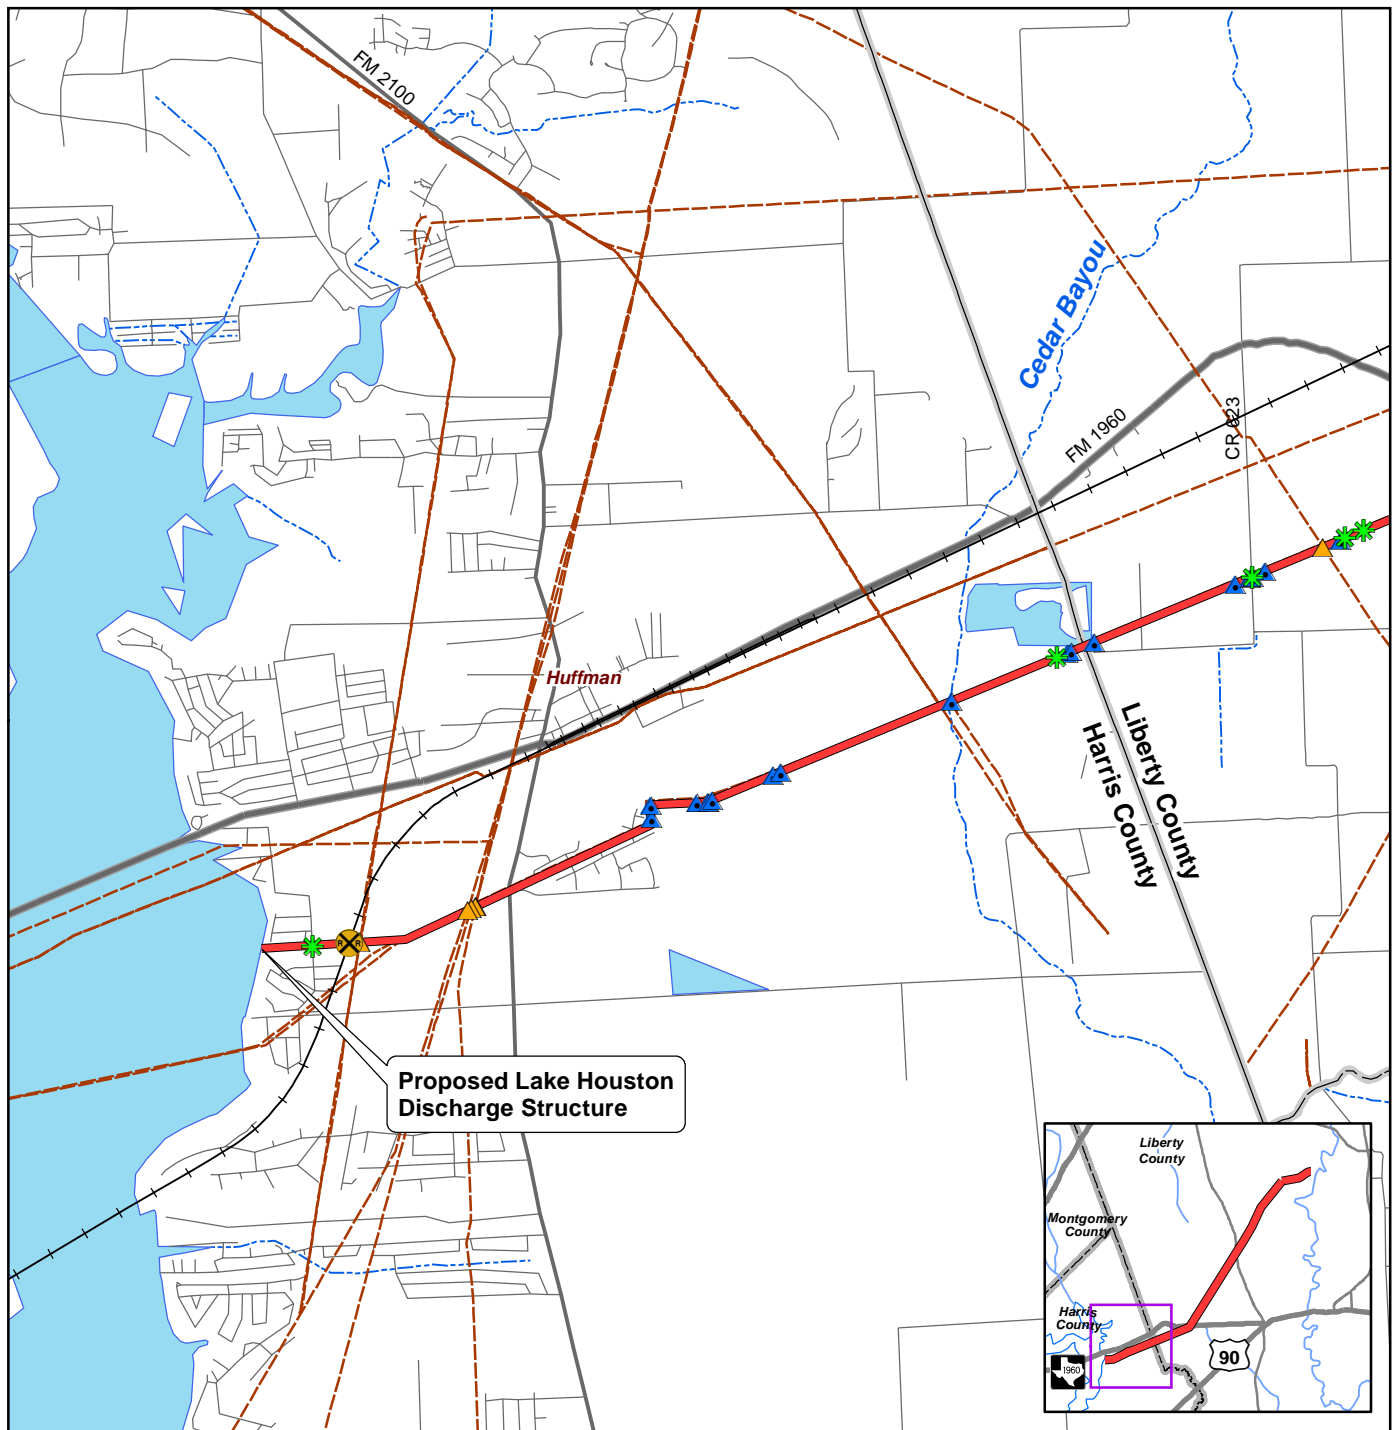 FM 2100
Cedar Bayou
FM 1960
CR 623
Huffman
Liberty County
Harris County
R R
Proposed Lake Houston
Discharge Structure
Liberty
County
Montgomery
County
Harris
County
1960
90